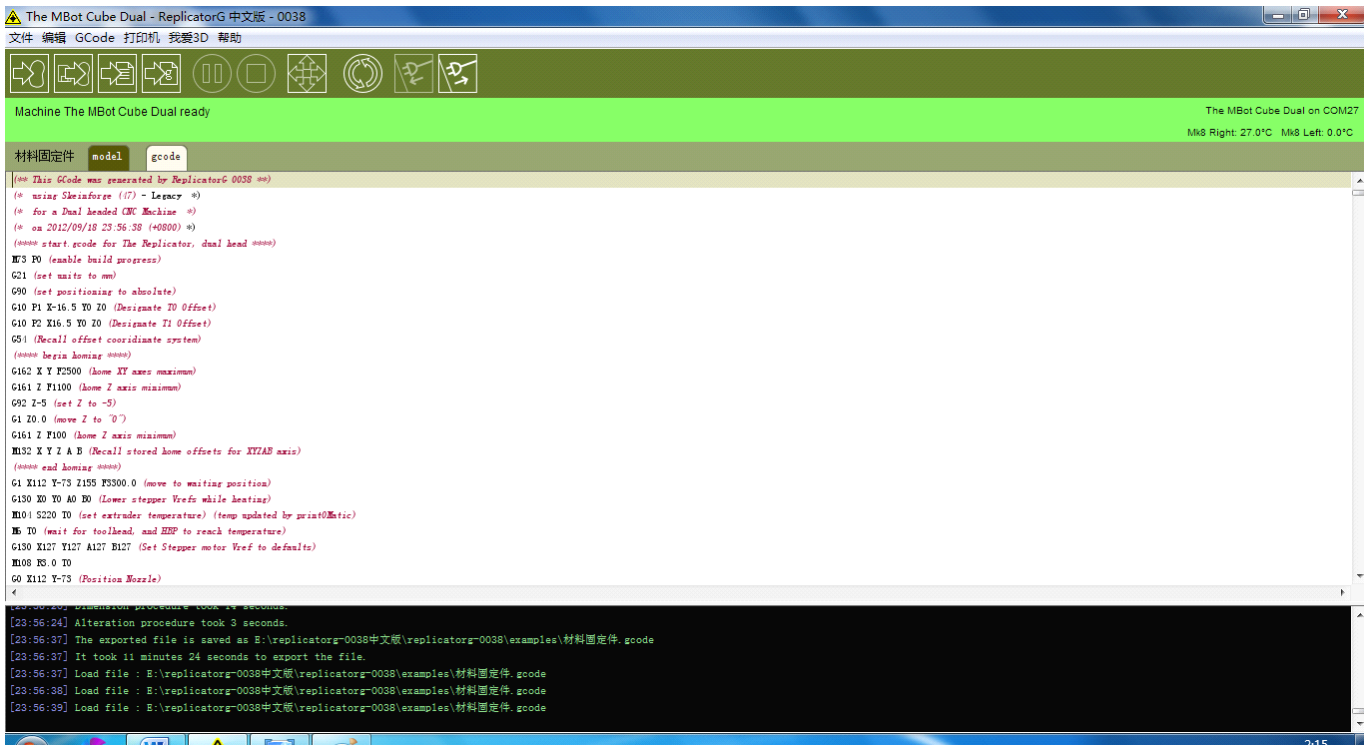 The MBot Cube Dual - ReplicatorG 中文版 - 0038
文件 编辑 GCode 打印机 我爱3D 帮助
Machine The MBot Cube Dual ready
The MBot Cube Dual on COM27
Mk8 Right: 27.0°C Mk8 Left: 0.0°C
材料固定件 model gcode
(** This GCode was generated by ReplicatorG 0038 **)
(* using Skeinforge (47) - Legacy *)
(* for a Dual headed CNC Machine *)
(* on 2012/09/18 23:56:38 (+0800) *)
(**** start.gcode for The Replicator, dual head ****)
M73 P0 (enable build progress)
G21 (set units to mm)
G90 (set positioning to absolute)
G10 P1 X-16.5 Y0 Z0 (Designate T0 Offset)
G10 P2 X16.5 Y0 Z0 (Designate T1 Offset)
G54 (Recall offset cooridinate system)
(**** begin homing ****)
G162 X Y F2500 (home XY axes maximum)
G161 Z F1100 (home Z axis minimum)
G92 Z-5 (set Z to -5)
G1 Z0.0 (move Z to "0")
G161 Z F100 (home Z axis minimum)
M132 X Y Z A B (Recall stored home offsets for XYZAB axis)
(**** end homing ****)
G1 X112 Y-73 Z155 F3300.0 (move to waiting position)
G130 X0 Y0 A0 B0 (Lower stepper Vrefs while heating)
M104 S220 T0 (set extruder temperature) (temp updated by printOMatic)
M6 T0 (wait for toolhead, and HBP to reach temperature)
G130 X127 Y127 A127 B127 (Set Stepper motor Vref to defaults)
M108 R3.0 T0
G0 X112 Y-73 (Position Nozzle)
[23:56:20] Dimension procedure took 14 seconds.
[23:56:24] Alteration procedure took 3 seconds.
[23:56:37] The exported file is saved as E:\replicatorg-0038中文版\replicatorg-0038\examples\材料固定件.gcode
[23:56:37] It took 11 minutes 24 seconds to export the file.
[23:56:37] Load file : E:\replicatorg-0038中文版\replicatorg-0038\examples\材料固定件.gcode
[23:56:38] Load file : E:\replicatorg-0038中文版\replicatorg-0038\examples\材料固定件.gcode
[23:56:39] Load file : E:\replicatorg-0038中文版\replicatorg-0038\examples\材料固定件.gcode
2:15